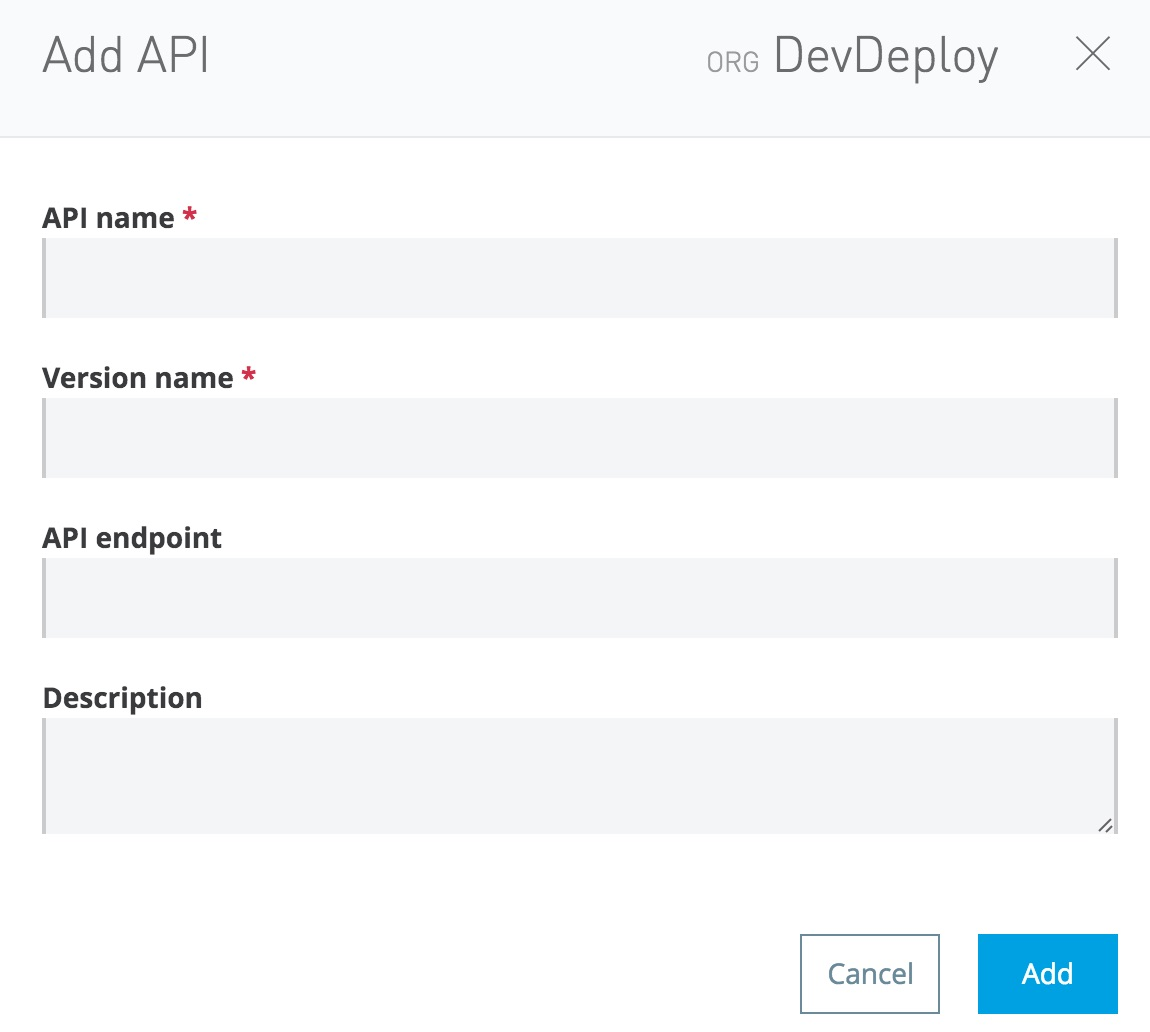 Add API
ORG DevDeploy
API name *
Version name *
API endpoint
Description
Cancel
Add